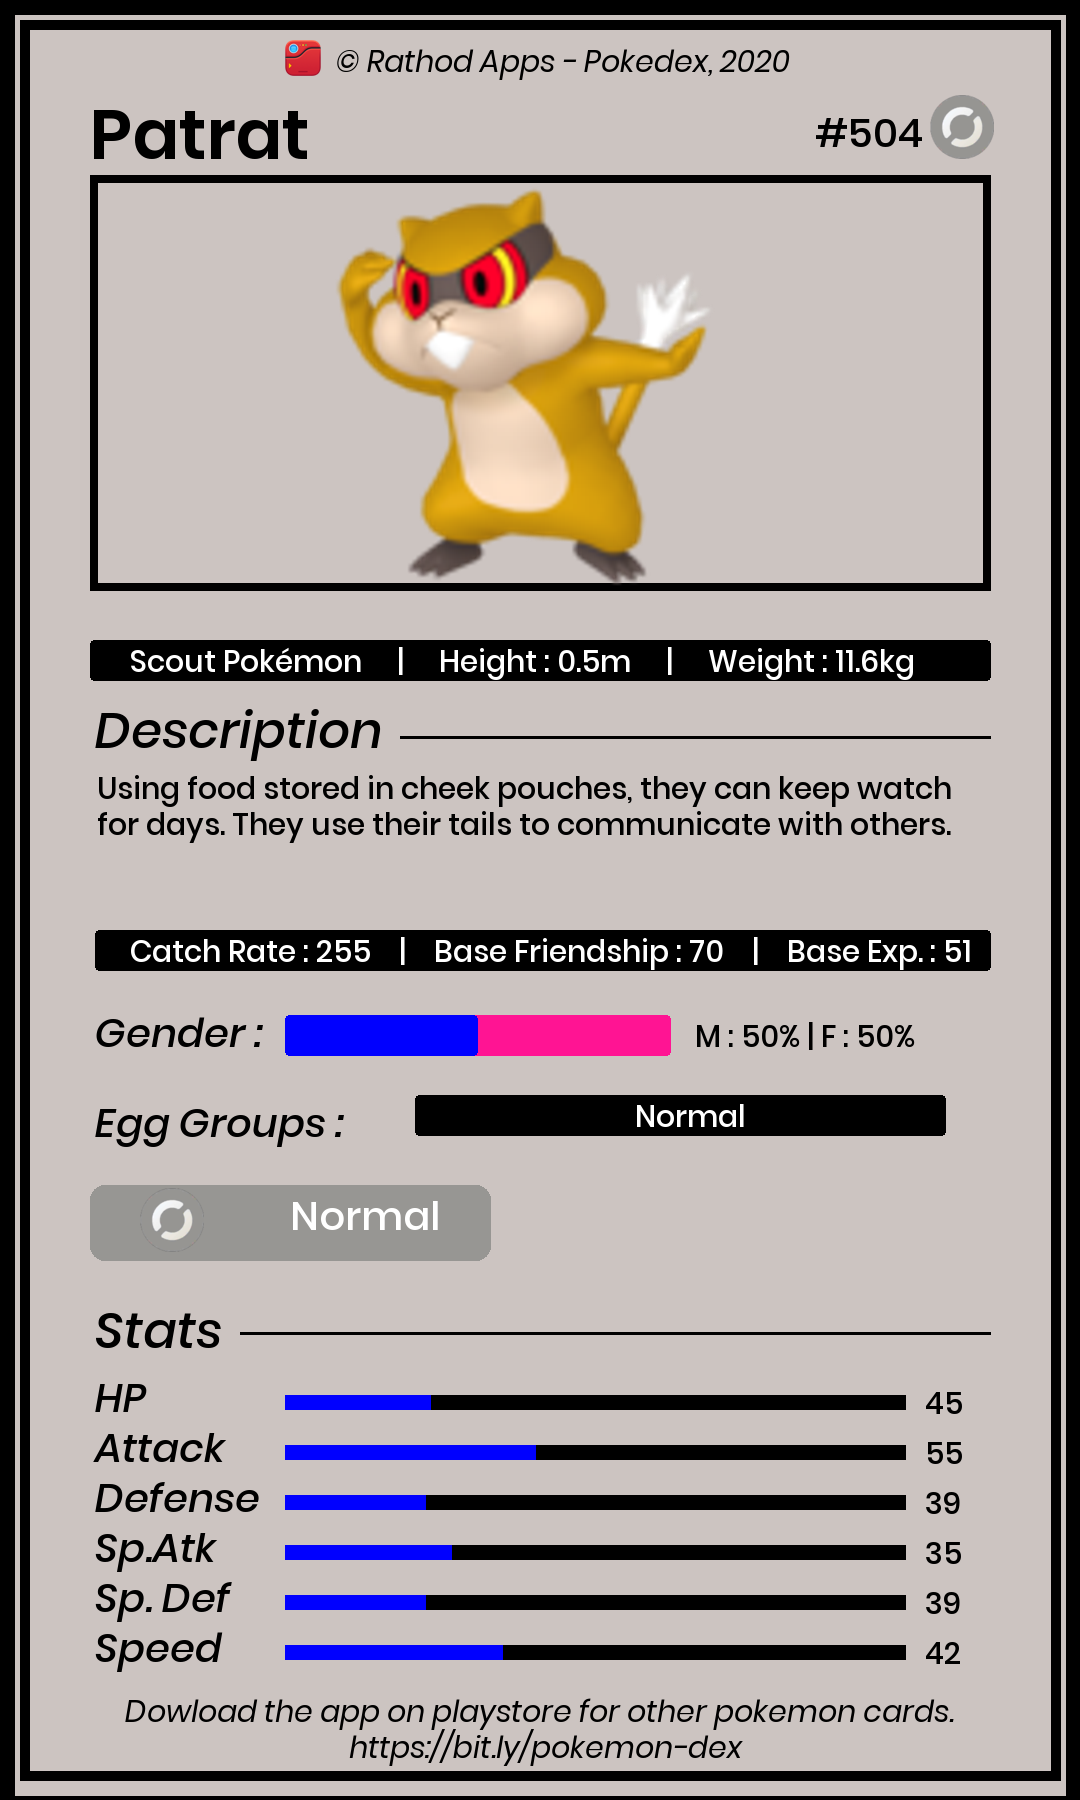 © Rathod Apps - Pokedex, 2020
Patrat
#504
Scout Pokémon | Height : 0.5m | Weight : 11.6kg
Description
Using food stored in cheek pouches, they can keep watch
for days. They use their tails to communicate with others.
Catch Rate : 255 | Base Friendship : 70 | Base Exp. : 51
Gender : M : 50% | F : 50%
Egg Groups : Normal
Normal
Stats
HP 45
Attack 55
Defense 39
Sp.Atk 35
Sp. Def 39
Speed 42
Dowload the app on playstore for other pokemon cards.
https://bit.ly/pokemon-dex